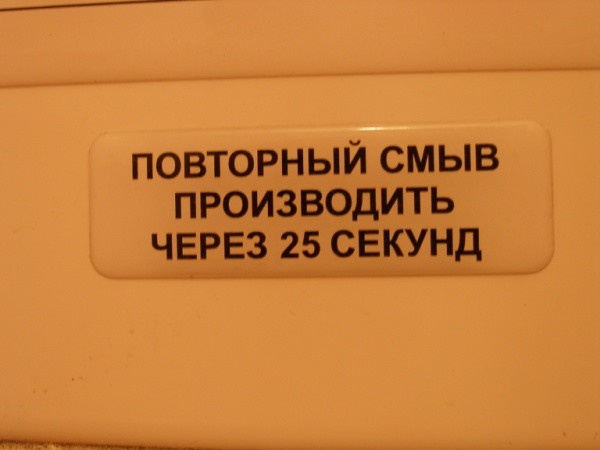 ПОВТОРНЫЙ СМЫВ
ПРОИЗВОДИТЬ
ЧЕРЕЗ 25 СЕКУНД